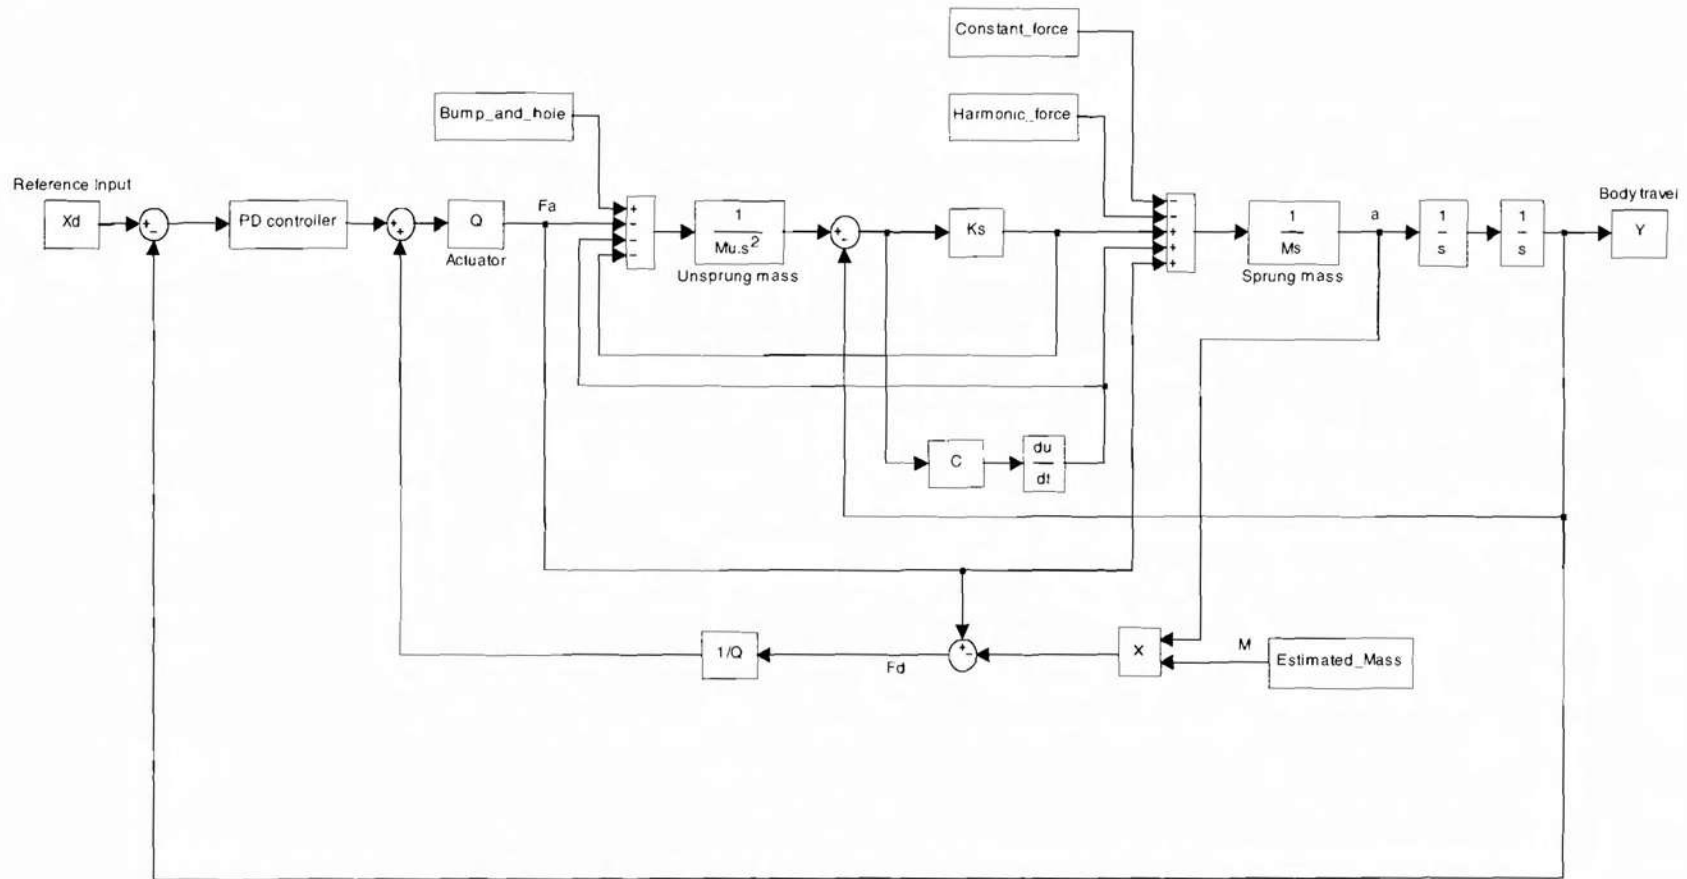 Constant_force
Bump_and_hole
Harmonic_force
Reference Input
Body travel
Xd
+
-
PD controller
+
+
Q
Fa
+
-
-
-
1
Mu.s2
+
-
Ks
-
-
+
+
+
1
Ms
a
1
s
1
s
Y
Actuator
Unsprung mass
Sprung mass
C
du
dt
1/Q
Fd
+
-
X
M
Estimated_Mass